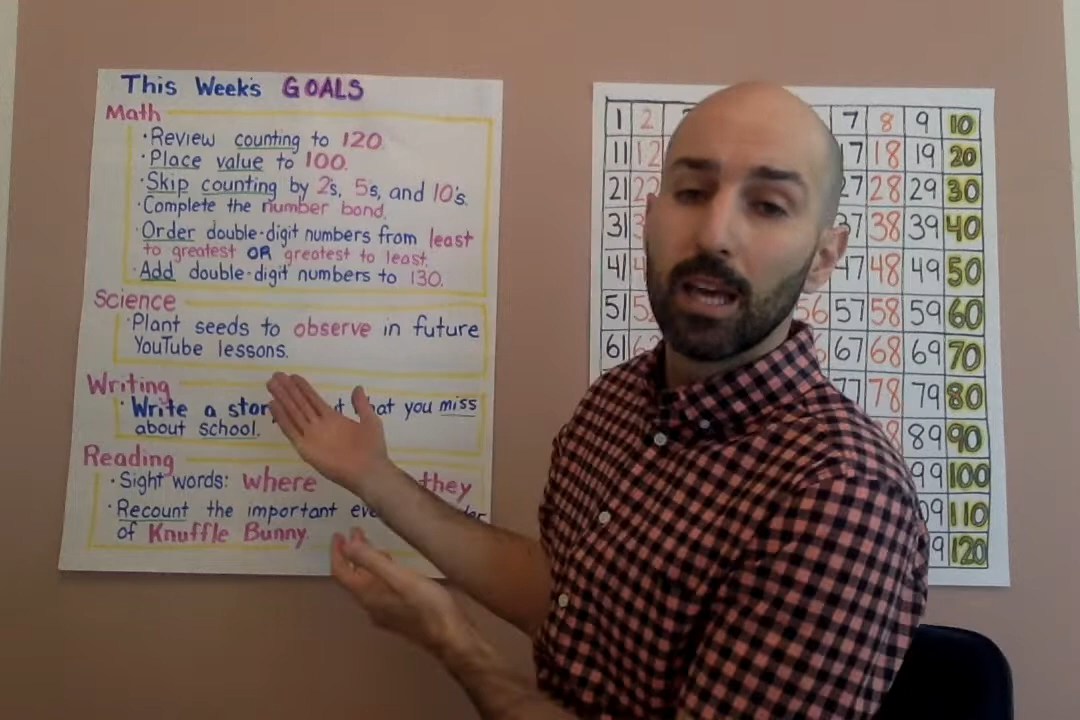 This Week's GOALS
Math
· Review counting to 120.
· Place value to 100.
· Skip counting by 2's, 5's, and 10's.
· Complete the number bond.
· Order double-digit numbers from least
to greatest OR greatest to least.
· Add double-digit numbers to 130.
Science
· Plant seeds to observe in future
YouTube lessons.
Writing
· Write a what you miss
about school.
Reading
· Sight words: where they
· Recount the important
of Knuffle Bunny.
1 2 7 8 9 10
11 12 17 18 19 20
21 22 27 28 29 30
31 37 38 39 40
41 47 48 49 50
51 56 57 58 59 60
61 67 68 69 70
77 78 79 80
89 90
99 100
110
120